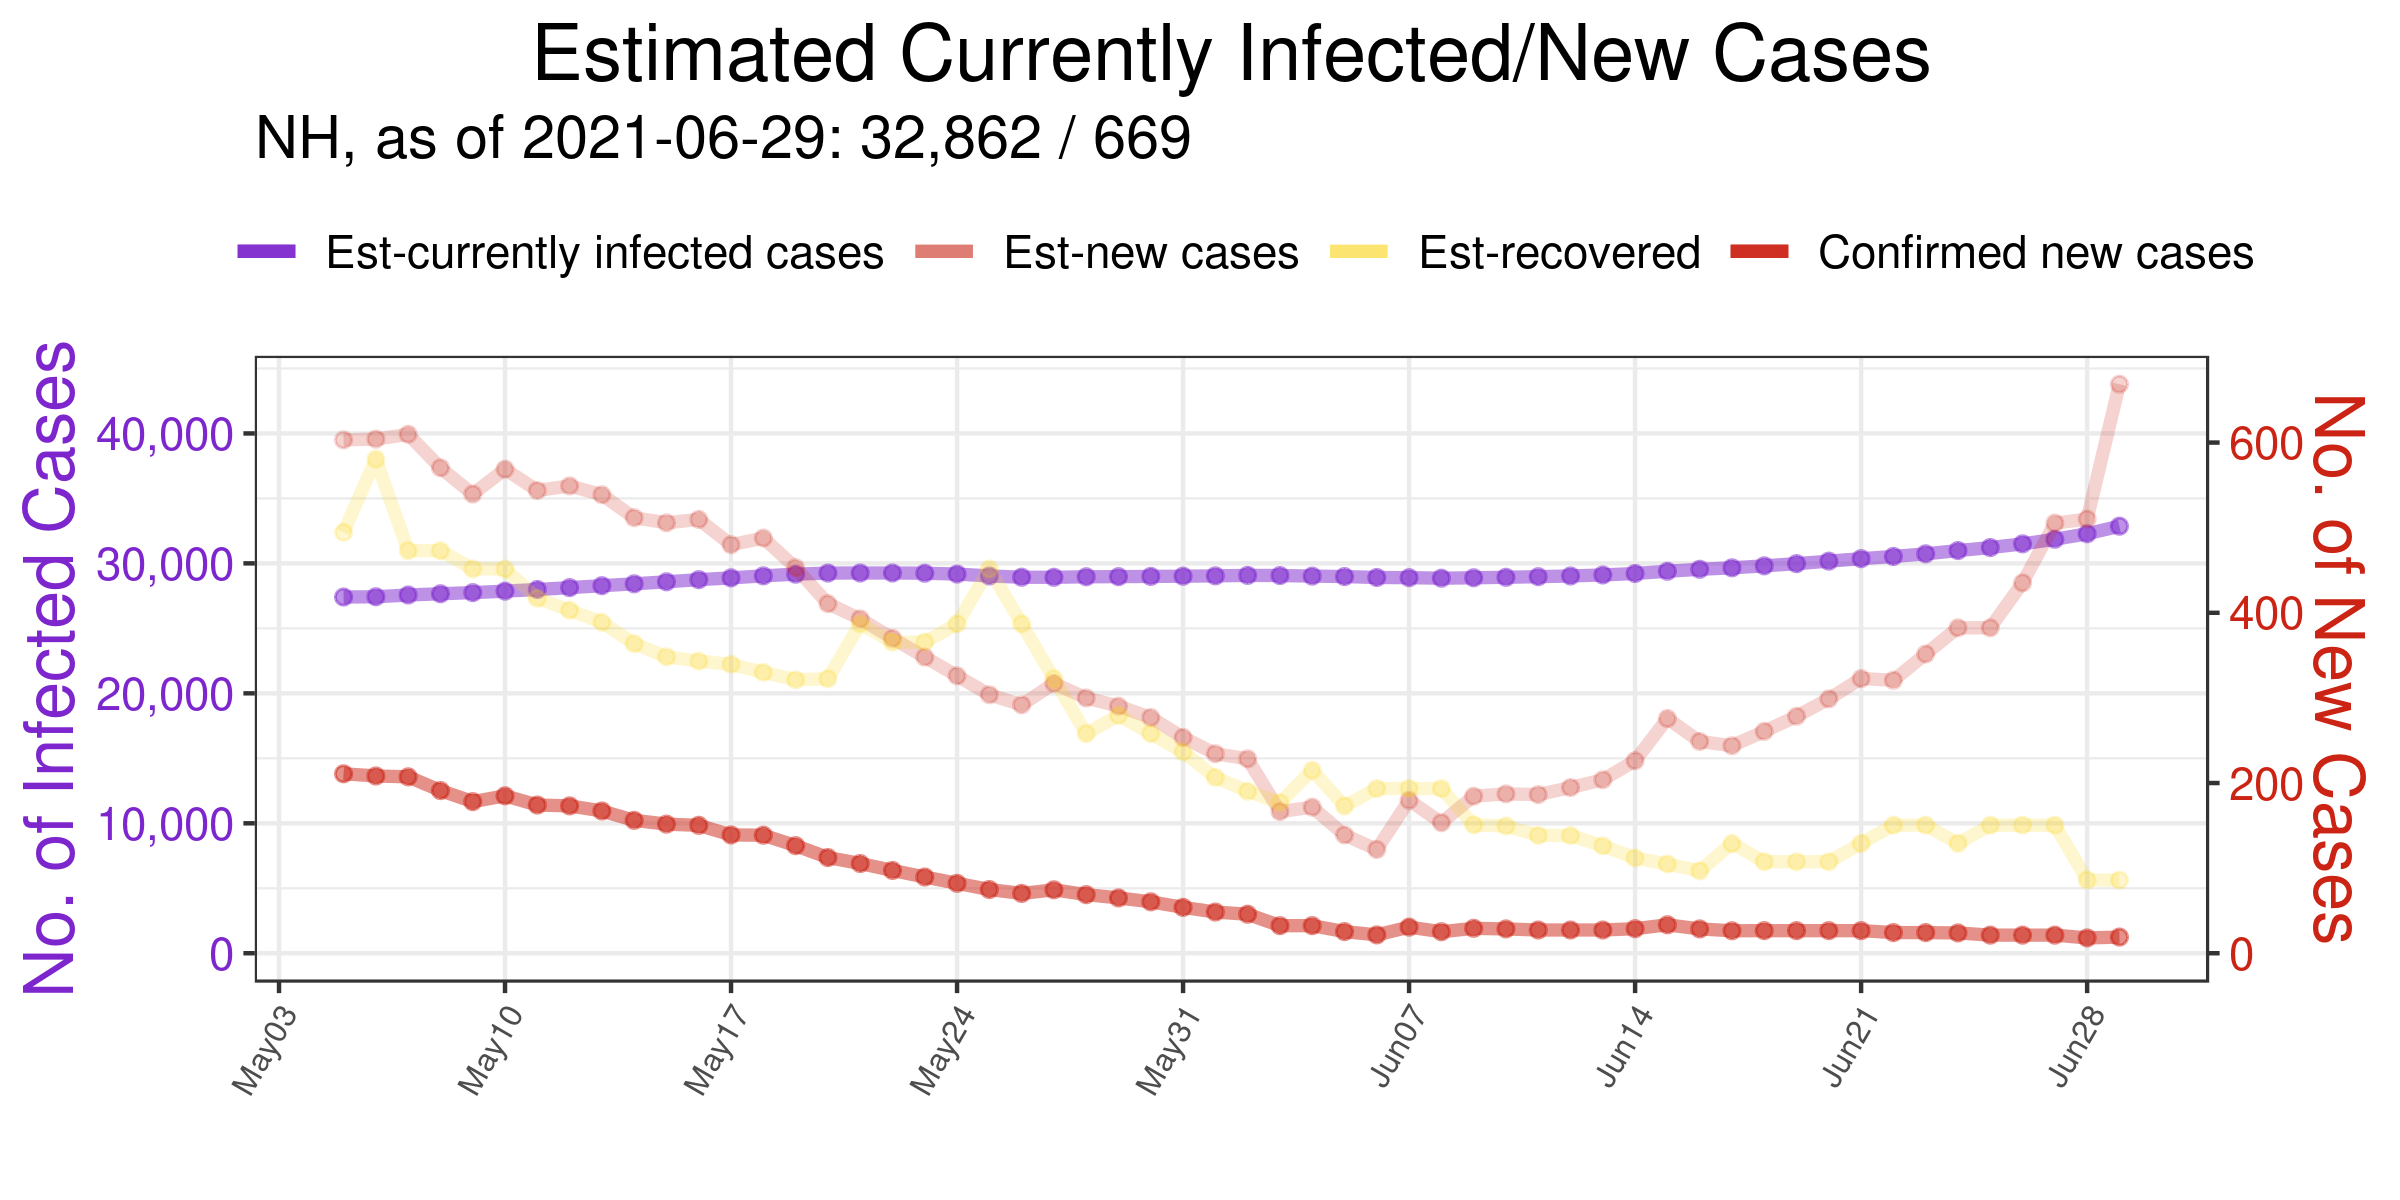 Estimated Currently Infected/New Cases
NH, as of 2021-06-29: 32,862 / 669
Est-currently infected cases Est-new cases Est-recovered Confirmed new cases
No. of Infected Cases
40,000
30,000
20,000
10,000
0
600
400
200
0
No. of New Cases
May03 May10 May17 May24 May31 Jun07 Jun14 Jun21 Jun28